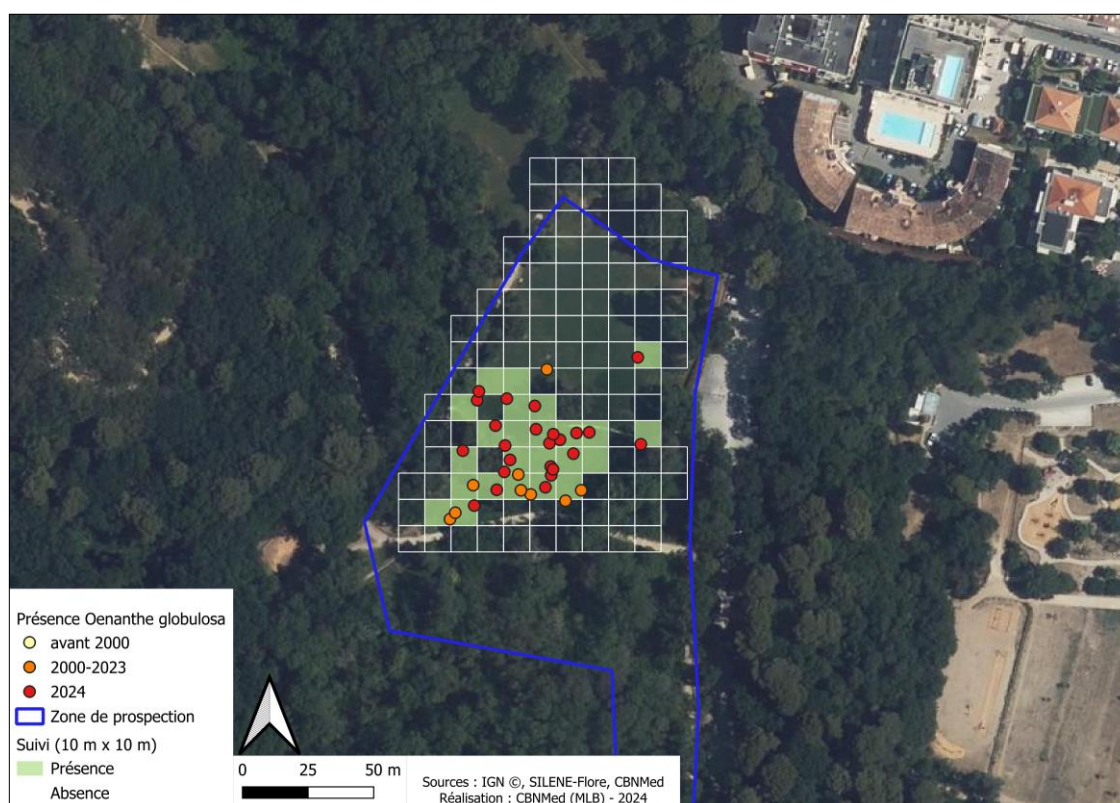 Présence Oenanthe globulosa
avant 2000
2000-2023
2024
Zone de prospection
Suivi (10 m x 10 m)
Présence
Absence
0 25 50 m
Sources : IGN ©, SILENE-Flore, CBNMed
Réalisation : CBNMed (MLB) - 2024